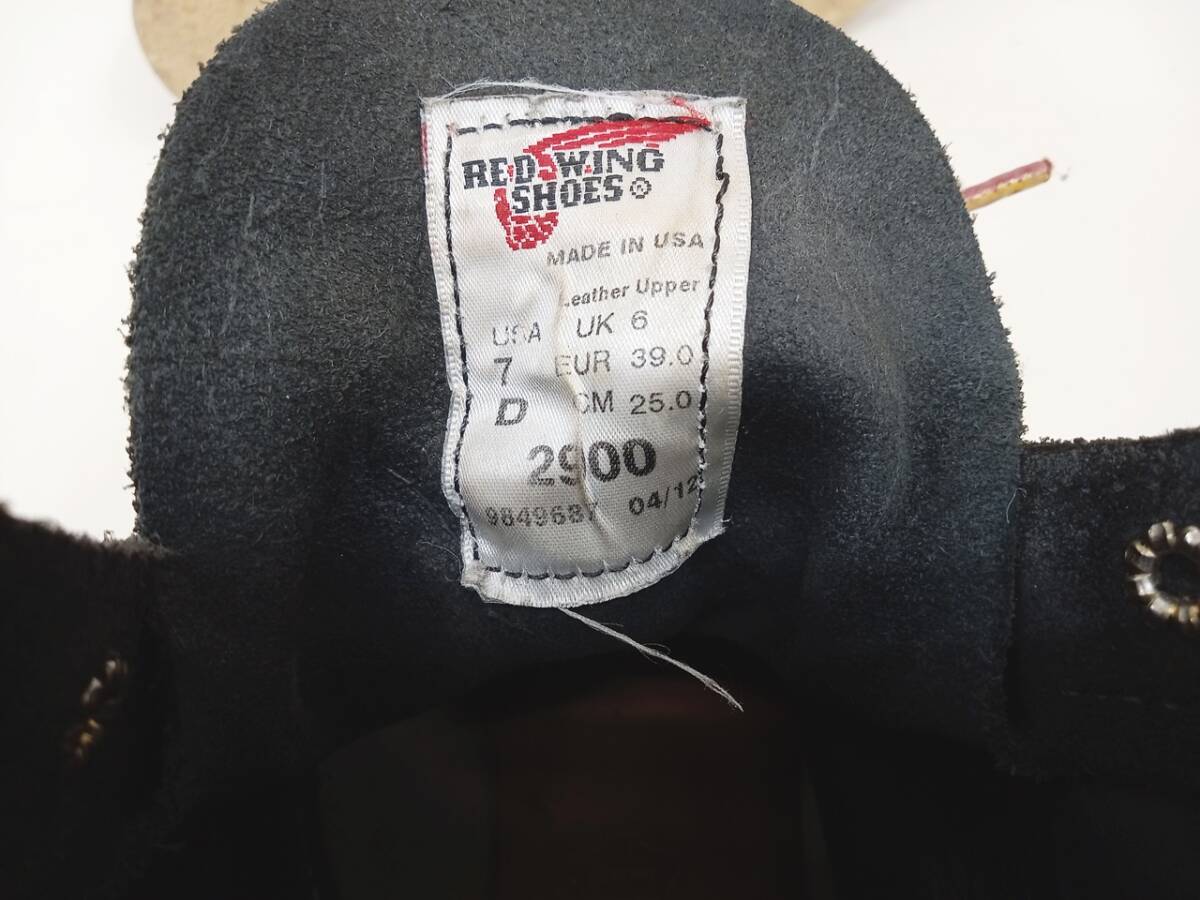 RED WING
SHOES ®
MADE IN USA
Leather Upper
USA UK 6
7 EUR 39.0
D CM 25.0
2900
9849687 04/12